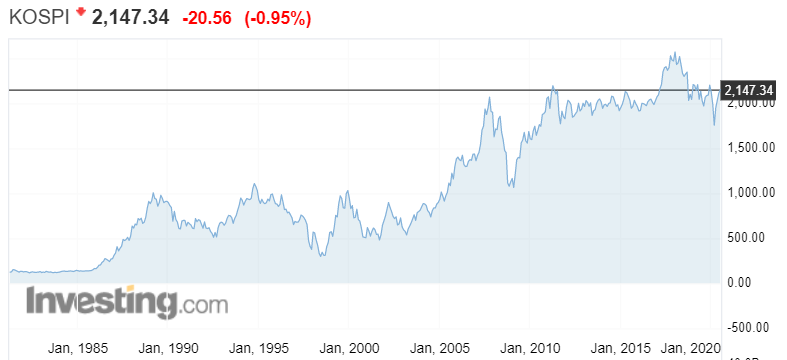 KOSPI 2,147.34 -20.56 (-0.95%)
2,147.34
2,000.00
1,500.00
1,000.00
500.00
0.00
-500.00
Investing.com
Jan, 1985 Jan, 1990 Jan, 1995 Jan, 2000 Jan, 2005 Jan, 2010 Jan, 2015 Jan, 2020